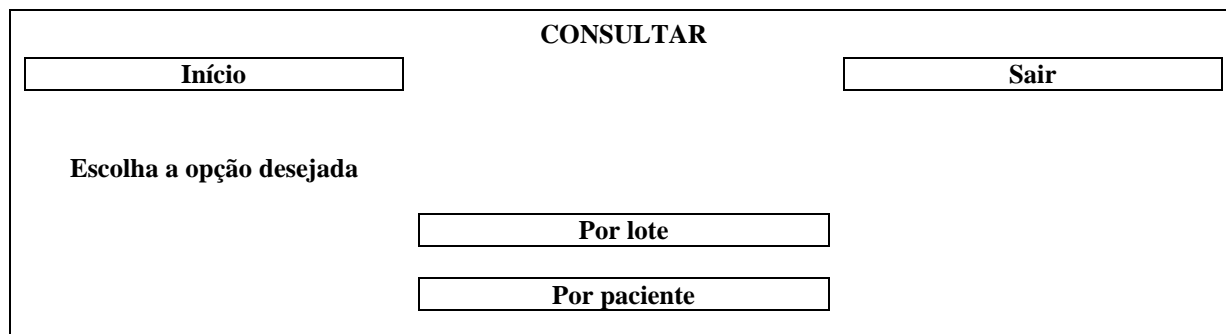 CONSULTAR
Início Sair
Escolha a opção desejada
Por lote
Por paciente